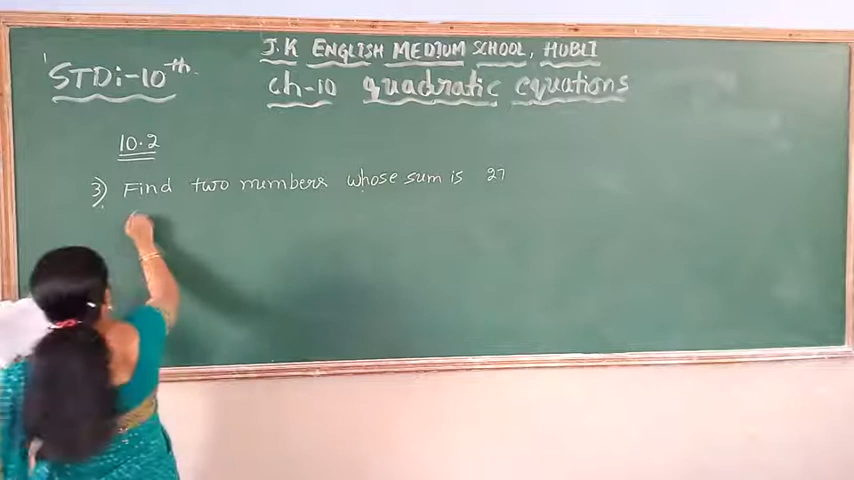 J.K ENGLISH MEDIUM SCHOOL, HUBLI
STDi-10th.
ch-10 quadratic equations
10.2
3) Find two numbers whose sum is 27